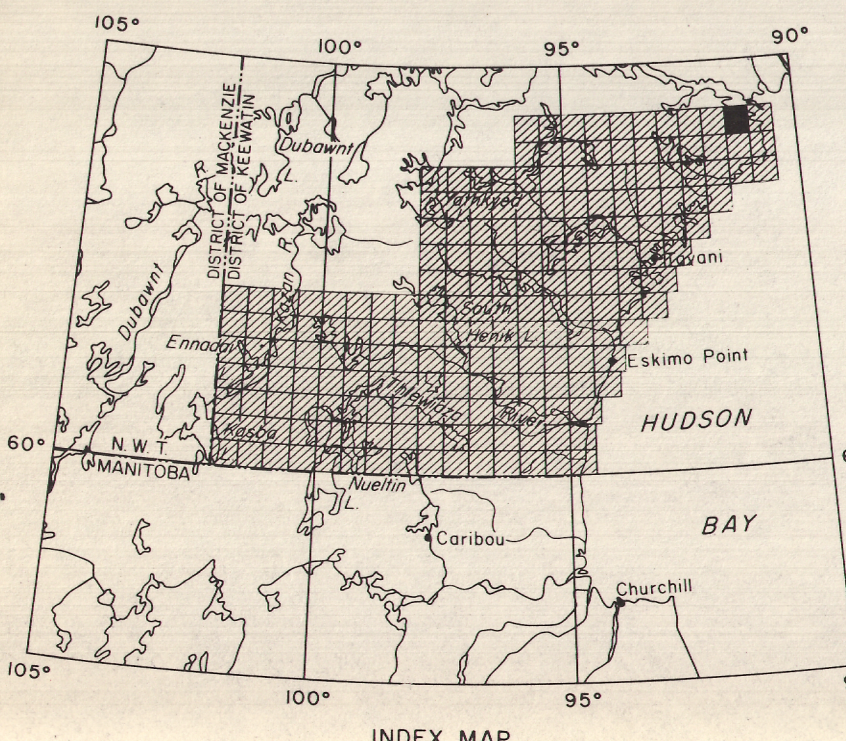 105°
100°
95°
90°
DISTRICT OF MACKENZIE
DISTRICT OF KEEWATIN
Dubawnt
L.
R.
Yathkyed
L.
R.
Kazan
Dubawnt
Tavani
South
Henik L.
Ennadai
L.
Eskimo Point
Thlewiaza
River
HUDSON
Kasba
L.
60°
N. W. T.
MANITOBA
Nueltin
L.
BAY
Caribou
Churchill
105°
100°
95°
INDEX MAP